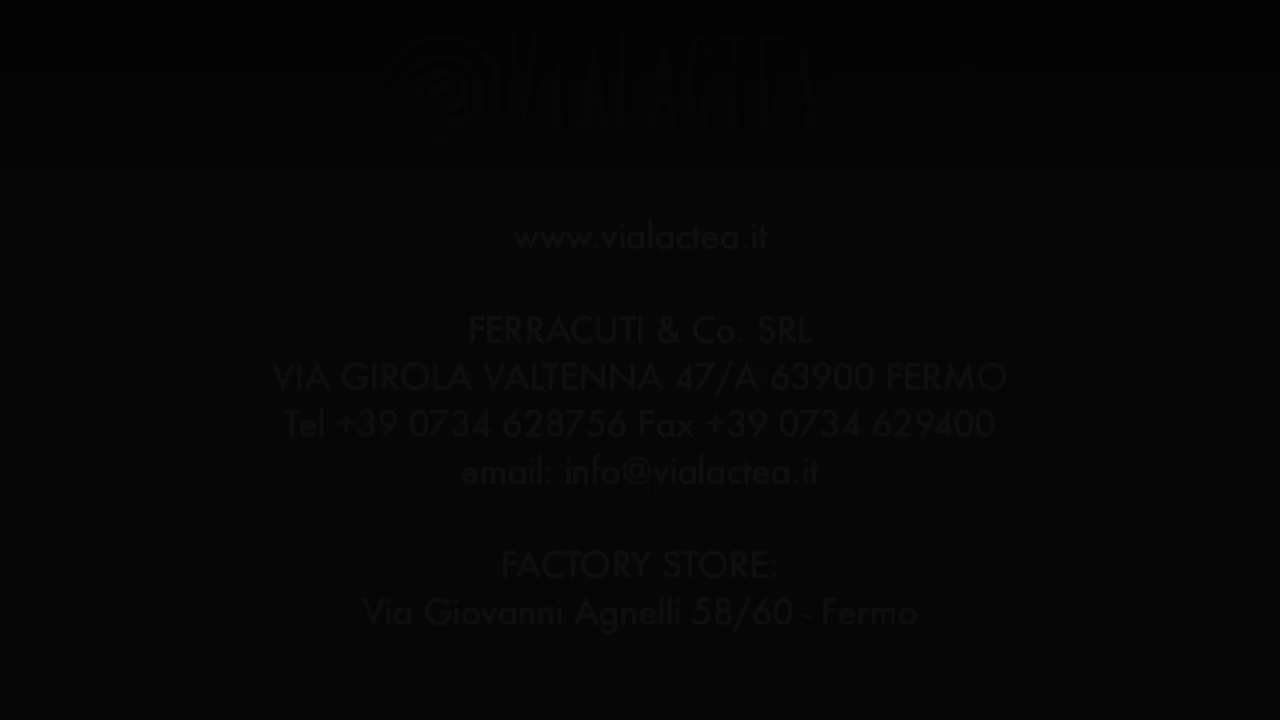 VIALACTEA
www.vialactea.it
FERRACUTI & Co. SRL
VIA GIROLA VALTENNA 47/A 63900 FERMO
Tel +39 0734 628756 Fax +39 0734 629400
email: info@vialactea.it
FACTORY STORE:
Via Giovanni Agnelli 58/60 - Fermo